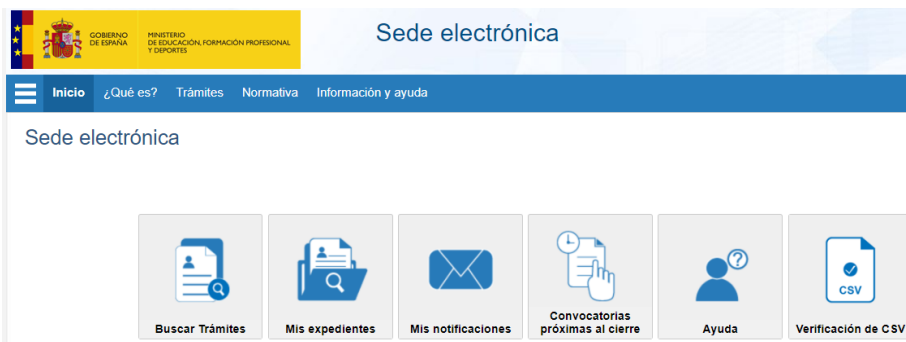 GOBIERNO
DE ESPAÑA
MINISTERIO
DE EDUCACIÓN, FORMACIÓN PROFESIONAL
Y DEPORTES
Sede electrónica
Inicio ¿Qué es? Trámites Normativa Información y ayuda
Sede electrónica
CSV
Buscar Trámites
Mis expedientes
Mis notificaciones
Convocatorias
próximas al cierre
Ayuda
Verificación de CSV